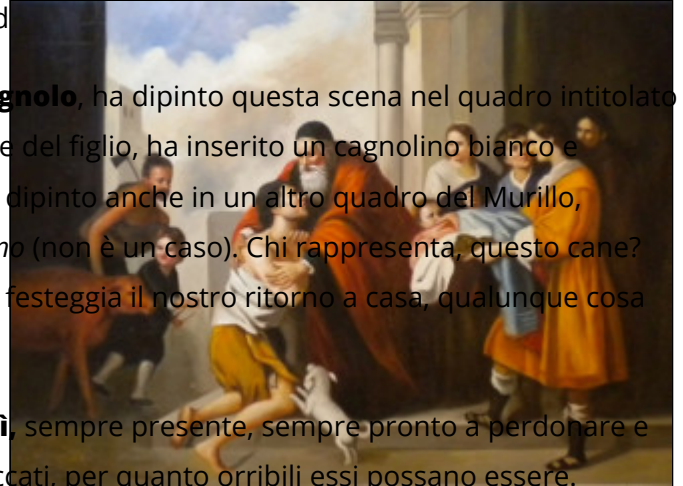 d
gnolo, ha dipinto questa scena nel quadro intitolato
e del figlio, ha inserito un cagnolino bianco e
dipinto anche in un altro quadro del Murillo,
no (non è un caso). Chi rappresenta, questo cane?
festeggia il nostro ritorno a casa, qualunque cosa
ì, sempre presente, sempre pronto a perdonare e
ccati, per quanto orribili essi possano essere.